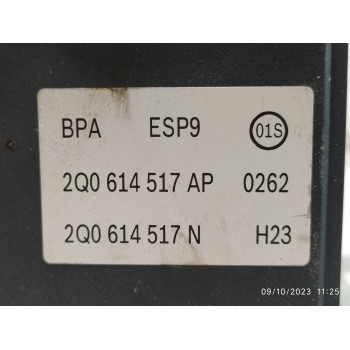 BPA ESP9 01S
2Q0 614 517 AP 0262
2Q0 614 517 N H23
09/10/2023 11:25